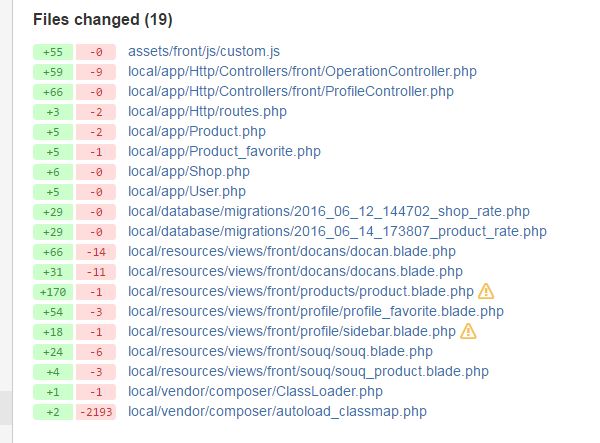 Files changed (19)
+55 -0 assets/front/js/custom.js
+59 -9 local/app/Http/Controllers/front/OperationController.php
+66 -0 local/app/Http/Controllers/front/ProfileController.php
+3 -2 local/app/Http/routes.php
+5 -2 local/app/Product.php
+5 -1 local/app/Product_favorite.php
+6 -0 local/app/Shop.php
+5 -0 local/app/User.php
+29 -0 local/database/migrations/2016_06_12_144702_shop_rate.php
+29 -0 local/database/migrations/2016_06_14_173807_product_rate.php
+66 -14 local/resources/views/front/docans/docan.blade.php
+31 -11 local/resources/views/front/docans/docans.blade.php
+170 -1 local/resources/views/front/products/product.blade.php
+54 -3 local/resources/views/front/profile/profile_favorite.blade.php
+18 -1 local/resources/views/front/profile/sidebar.blade.php
+24 -6 local/resources/views/front/souq/souq.blade.php
+4 -3 local/resources/views/front/souq/souq_product.blade.php
+1 -1 local/vendor/composer/ClassLoader.php
+2 -2193 local/vendor/composer/autoload_classmap.php